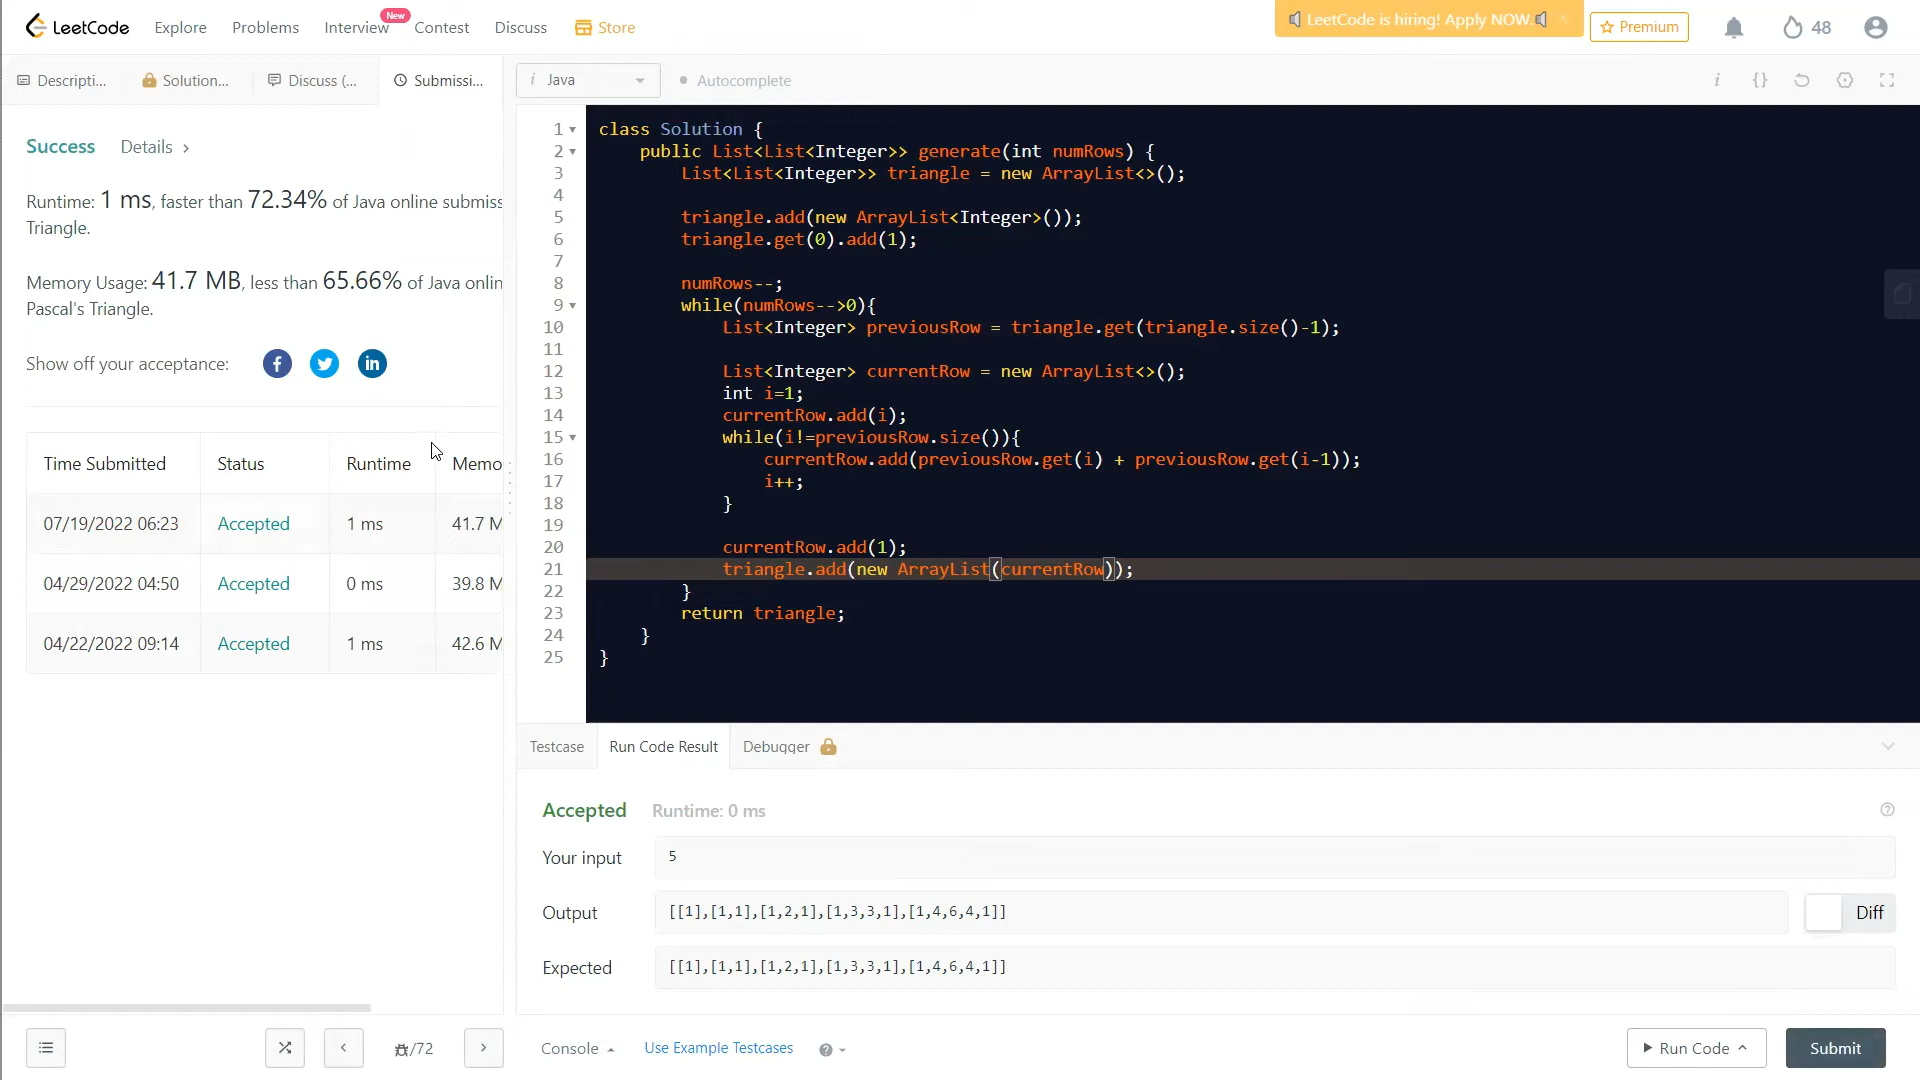 LeetCode Explore Problems Interview New Contest Discuss Store LeetCode is hiring! Apply NOW. Premium 48
Descripti... Solution... Discuss (... Submissi...
i Java Autocomplete
Success Details
Runtime: 1 ms, faster than 72.34% of Java online submiss
Triangle.
Memory Usage: 41.7 MB, less than 65.66% of Java onlin
Pascal's Triangle.
Show off your acceptance:
Time Submitted Status Runtime Memo
07/19/2022 06:23 Accepted 1 ms 41.7 M
04/29/2022 04:50 Accepted 0 ms 39.8 M
04/22/2022 09:14 Accepted 1 ms 42.6 M
/72
1 class Solution {
2 public List<List<Integer>> generate(int numRows) {
3 List<List<Integer>> triangle = new ArrayList<>();
4
5 triangle.add(new ArrayList<Integer>());
6 triangle.get(0).add(1);
7
8 numRows--;
9 while(numRows-->0){
10 List<Integer> previousRow = triangle.get(triangle.size()-1);
11
12 List<Integer> currentRow = new ArrayList<>();
13 int i=1;
14 currentRow.add(i);
15 while(i!=previousRow.size()){
16 currentRow.add(previousRow.get(i) + previousRow.get(i-1));
17 i++;
18 }
19
20 currentRow.add(1);
21 triangle.add(new ArrayList(currentRow));
22 }
23 return triangle;
24 }
25 }
Testcase Run Code Result Debugger
Accepted Runtime: 0 ms
Your input 5
Output [[1],[1,1],[1,2,1],[1,3,3,1],[1,4,6,4,1]] Diff
Expected [[1],[1,1],[1,2,1],[1,3,3,1],[1,4,6,4,1]]
Console Use Example Testcases Run Code Submit